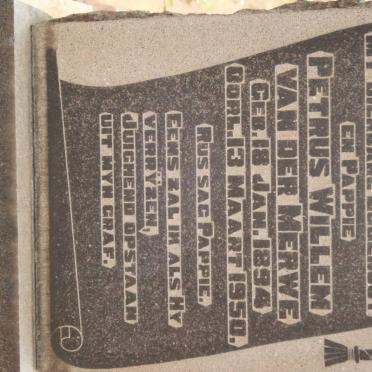 EN PAPPIE
PETRUS WILLEM
VAN DER MERWE
GEB. 18 JAN. 1894
OORL. 13 MAART 1950.
RUS SAG PAPPIE.
EENS ZAL IK ALS HY
VERRYZEN,
JUICHEND OPSTAAN
UIT MYN GRAF.